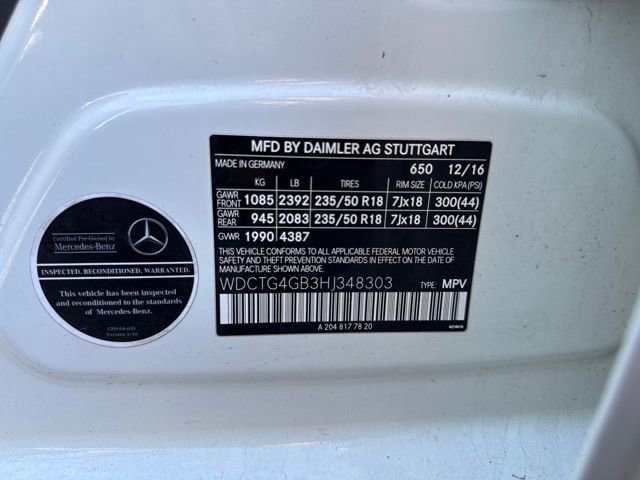 MFD BY DAIMLER AG STUTTGART
MADE IN GERMANY 650 12/16
KG LB TIRES RIM SIZE COLD KPA (PSI)
GAWR FRONT 1085 2392 235/50 R18 7Jx18 300(44)
GAWR REAR 945 2083 235/50 R18 7Jx18 300(44)
GVWR 1990 4387
THIS VEHICLE CONFORMS TO ALL APPLICABLE FEDERAL MOTOR VEHICLE
SAFETY AND THEFT PREVENTION STANDARDS IN EFFECT ON THE DATE
OF MANUFACTURE SHOWN ABOVE.
WDCTG4GB3HJ348303 TYPE: MPV
A 204 817 78 20
Certified Pre-Owned by
Mercedes-Benz
INSPECTED. RECONDITIONED. WARRANTED.
This vehicle has been inspected
and reconditioned to the standards
of Mercedes-Benz.